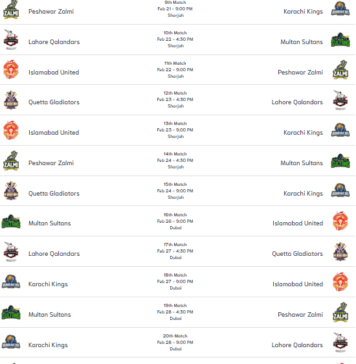 9th Match
Peshawar Zalmi Feb 21 - 9:00 PM Karachi Kings
Sharjah
10th Match
Lahore Qalandars Feb 22 - 4:30 PM Multan Sultans
Sharjah
11th Match
Islamabad United Feb 22 - 9:00 PM Peshawar Zalmi
Sharjah
12th Match
Quetta Gladiators Feb 23 - 4:30 PM Lahore Qalandars
Sharjah
13th Match
Islamabad United Feb 23 - 9:00 PM Karachi Kings
Sharjah
14th Match
Peshawar Zalmi Feb 24 - 4:30 PM Multan Sultans
Sharjah
15th Match
Quetta Gladiators Feb 24 - 9:00 PM Karachi Kings
Sharjah
16th Match
Multan Sultans Feb 26 - 9:00 PM Islamabad United
Dubai
17th Match
Lahore Qalandars Feb 27 - 4:30 PM Quetta Gladiators
Dubai
18th Match
Karachi Kings Feb 27 - 9:00 PM Islamabad United
Dubai
19th Match
Multan Sultans Feb 28 - 4:30 PM Peshawar Zalmi
Dubai
20th Match
Karachi Kings Feb 28 - 9:00 PM Lahore Qalandars
Dubai